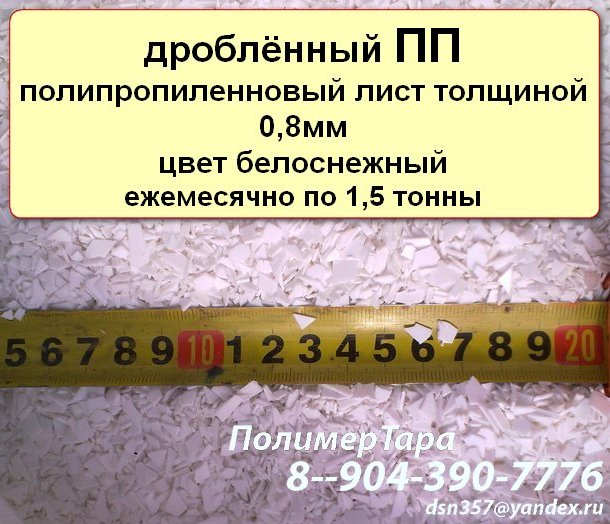 дроблённый ПП
полипропиленновый лист толщиной
0,8мм
цвет белоснежный
ежемесячно по 1,5 тонны
5 6 7 8 9 10 1 2 3 4 5 6 7 8 9 20
ПолимерТара
8--904-390-7776
dsn357@yandex.ru